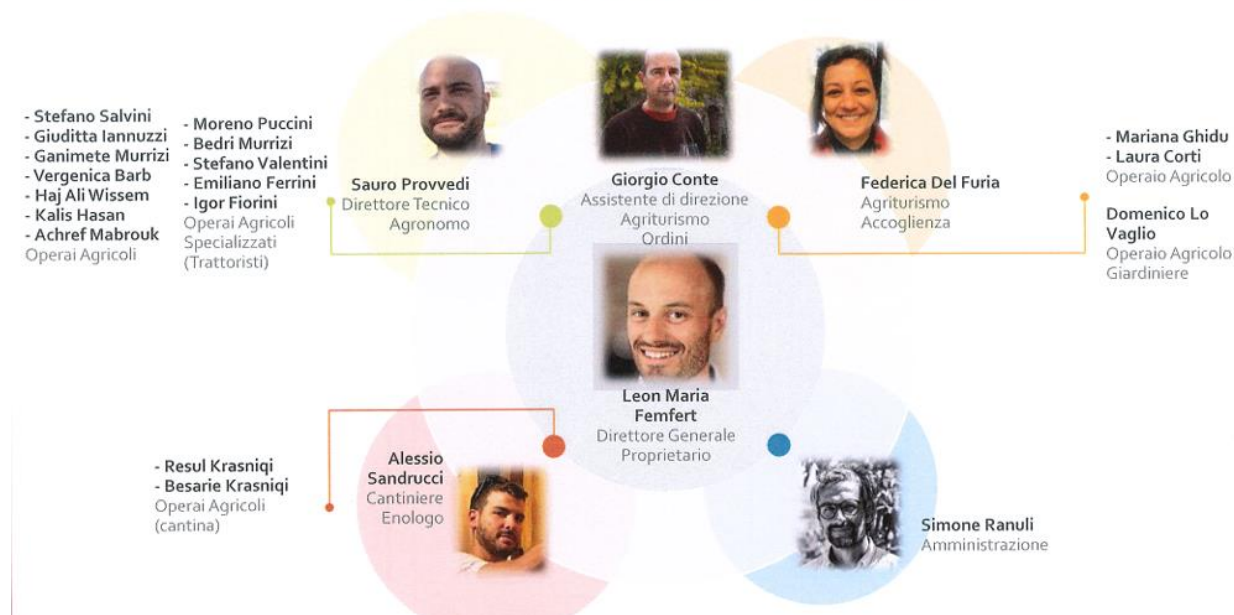 - Stefano Salvini
- Giuditta Iannuzzi
- Ganimete Murrizi
- Vergenica Barb
- Haj Ali Wissem
- Kalis Hasan
- Achref Mabrouk
Operai Agricoli
- Moreno Puccini
- Bedri Murrizi
- Stefano Valentini
- Emiliano Ferrini
- Igor Fiorini
Operai Agricoli
Specializzati
(Trattoristi)
Sauro Provvedi
Direttore Tecnico
Agronomo
Giorgio Conte
Assistente di direzione
Agriturismo
Ordini
Federica Del Furia
Agriturismo
Accoglienza
- Mariana Ghidu
- Laura Corti
Operaio Agricolo
Domenico Lo
Vaglio
Operaio Agricolo
Giardiniere
Leon Maria
Femfert
Direttore Generale
Proprietario
- Resul Krasniqi
- Besarie Krasniqi
Operai Agricoli
(cantina)
Alessio
Sandrucci
Cantiniere
Enologo
Simone Ranuli
Amministrazione